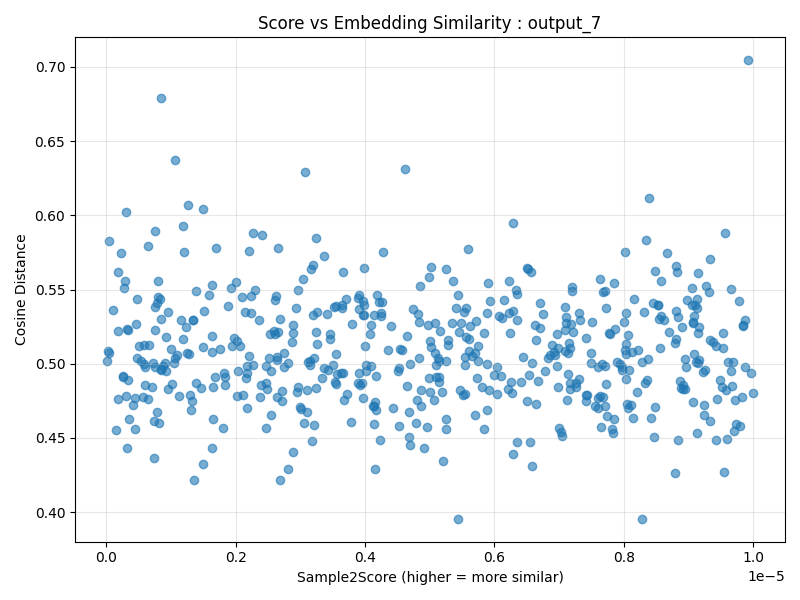 Score vs Embedding Similarity : output_7
0.70
0.65
0.60
0.55
0.50
0.45
0.40
Cosine Distance
0.0 0.2 0.4 0.6 0.8 1.0
1e−5
Sample2Score (higher = more similar)